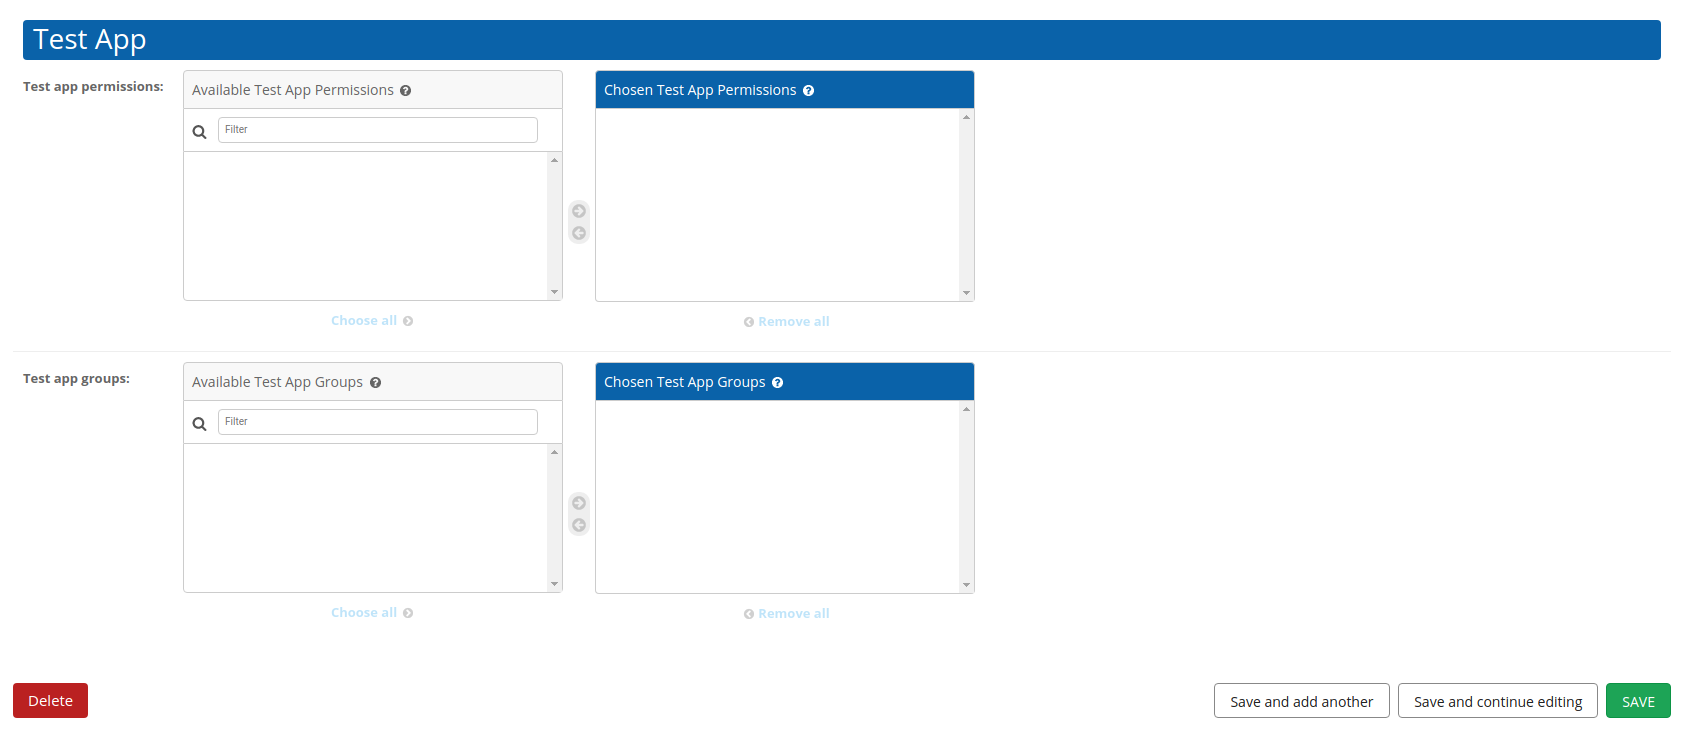 Test App
Test app permissions:
Available Test App Permissions
Filter
Choose all
Chosen Test App Permissions
Remove all
Test app groups:
Available Test App Groups
Filter
Choose all
Chosen Test App Groups
Remove all
Delete
Save and add another
Save and continue editing
SAVE